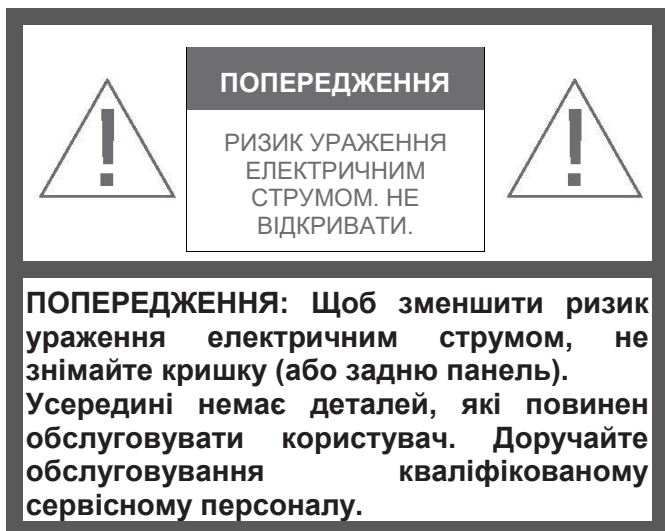 ПОПЕРЕДЖЕННЯ
РИЗИК УРАЖЕННЯ
ЕЛЕКТРИЧНИМ
СТРУМОМ. НЕ
ВІДКРИВАТИ.
ПОПЕРЕДЖЕННЯ: Щоб зменшити ризик
ураження електричним струмом, не
знімайте кришку (або задню панель).
Усередині немає деталей, які повинен
обслуговувати користувач. Доручайте
обслуговування кваліфікованому
сервісному персоналу.